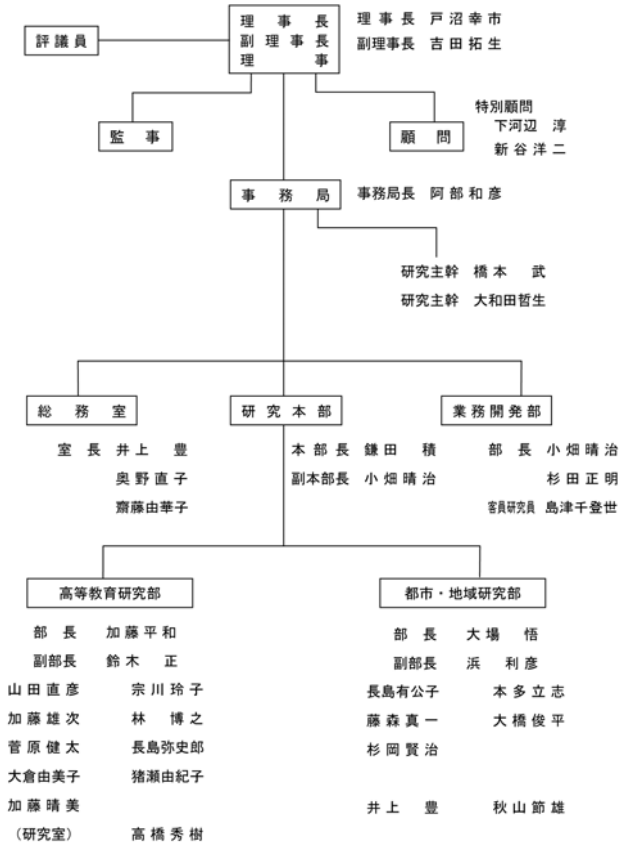 評議員
理事長
副理事長
理事
理事長 戸沼幸市
副理事長 吉田拓生
監事
顧問
特別顧問
下河辺 淳
新谷洋二
事務局
事務局長 阿部和彦
研究主幹 橋本 武
研究主幹 大和田哲生
総務室
研究本部
業務開発部
室長 井上 豊
奥野直子
齋藤由華子
本部長 鎌田 積
副本部長 小畑晴治
部長 小畑晴治
杉田正明
客員研究員 島津千登世
高等教育研究部
部長 加藤平和
副部長 鈴木 正
山田直彦 宗川玲子
加藤雄次 林 博之
菅原健太 長島弥史郎
大倉由美子 猪瀬由紀子
加藤晴美
(研究室) 高橋秀樹
都市・地域研究部
部長 大場 悟
副部長 浜 利彦
長島有公子 本多立志
藤森真一 大橋俊平
杉岡賢治
井上 豊 秋山節雄